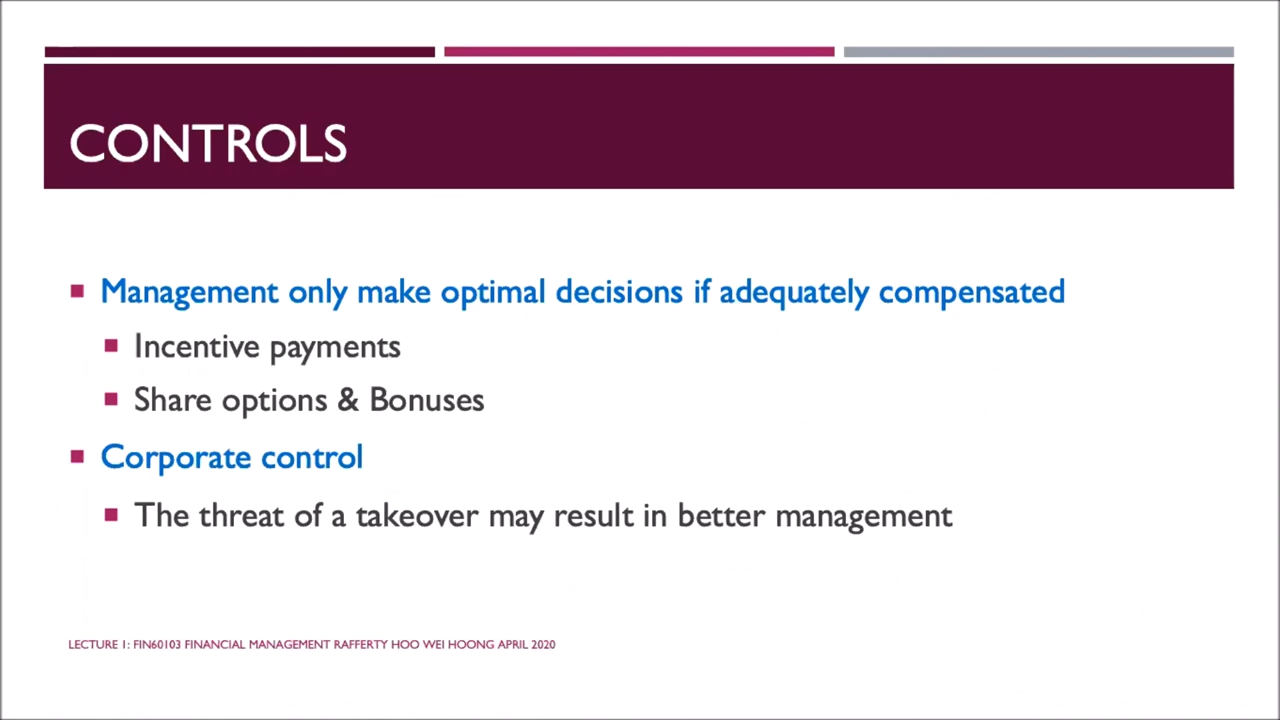 CONTROLS
Management only make optimal decisions if adequately compensated
Incentive payments
Share options & Bonuses
Corporate control
The threat of a takeover may result in better management
LECTURE 1: FIN60103 FINANCIAL MANAGEMENT RAFFERTY HOO WEI HOONG APRIL 2020